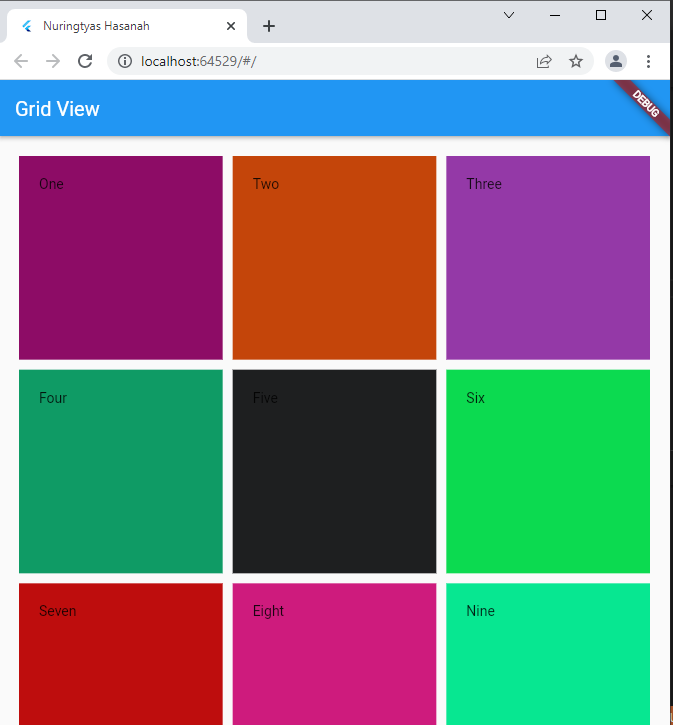 Nuringtyas Hasanah
localhost:64529/#/
Grid View
DEBUG
One
Two
Three
Four
Five
Six
Seven
Eight
Nine